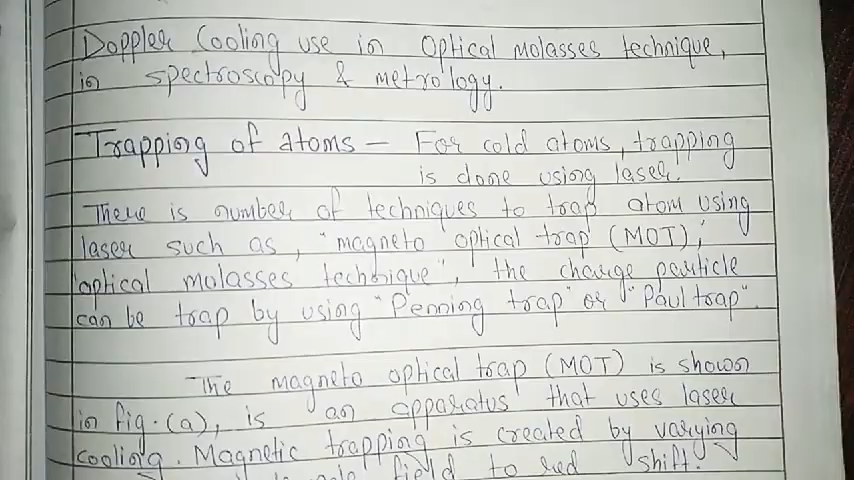 Doppler Cooling use in Optical molasses technique,
in spectroscopy & metrology.
Trapping of atoms — For cold atoms, trapping
is done using laser.
There is number of techniques to trap atom using
laser such as, "magneto optical trap (MOT),
"optical molasses technique", the charge particle
can be trap by using "Penning trap" or "Paul trap".
The magneto optical trap (MOT) is shown
in fig. (a), is an apparatus that uses laser
cooling. Magnetic trapping is created by varying
field to red shift.